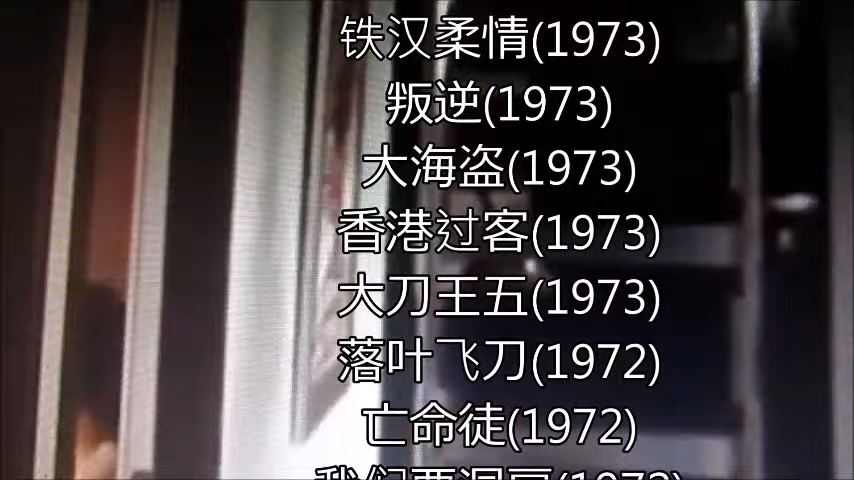 铁汉柔情(1973)
叛逆(1973)
大海盗(1973)
香港过客(1973)
大刀王五(1973)
落叶飞刀(1972)
亡命徒(1972)